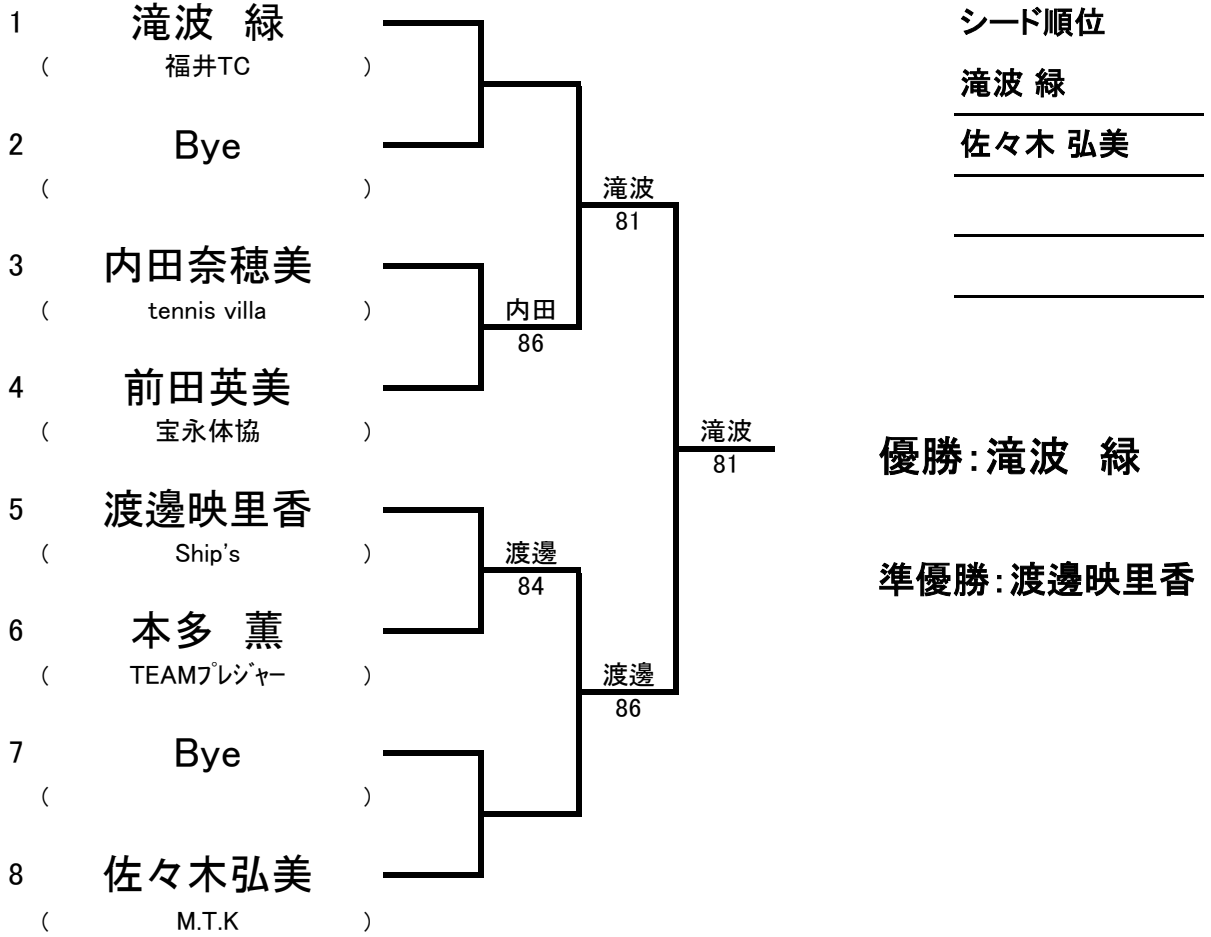 1 滝波　緑
( 福井TC )
2 Bye
( )
3 内田奈穂美
( tennis villa )
4 前田英美
( 宝永体協 )
5 渡邊映里香
( Ship's )
6 本多　薫
( TEAMﾌﾟﾚｼﾞｬｰ )
7 Bye
( )
8 佐々木弘美
( M.T.K )
内田
86
渡邊
84
滝波
81
渡邊
86
滝波
81
シード順位
滝波 緑
佐々木 弘美
優勝：滝波　緑
準優勝：渡邊映里香